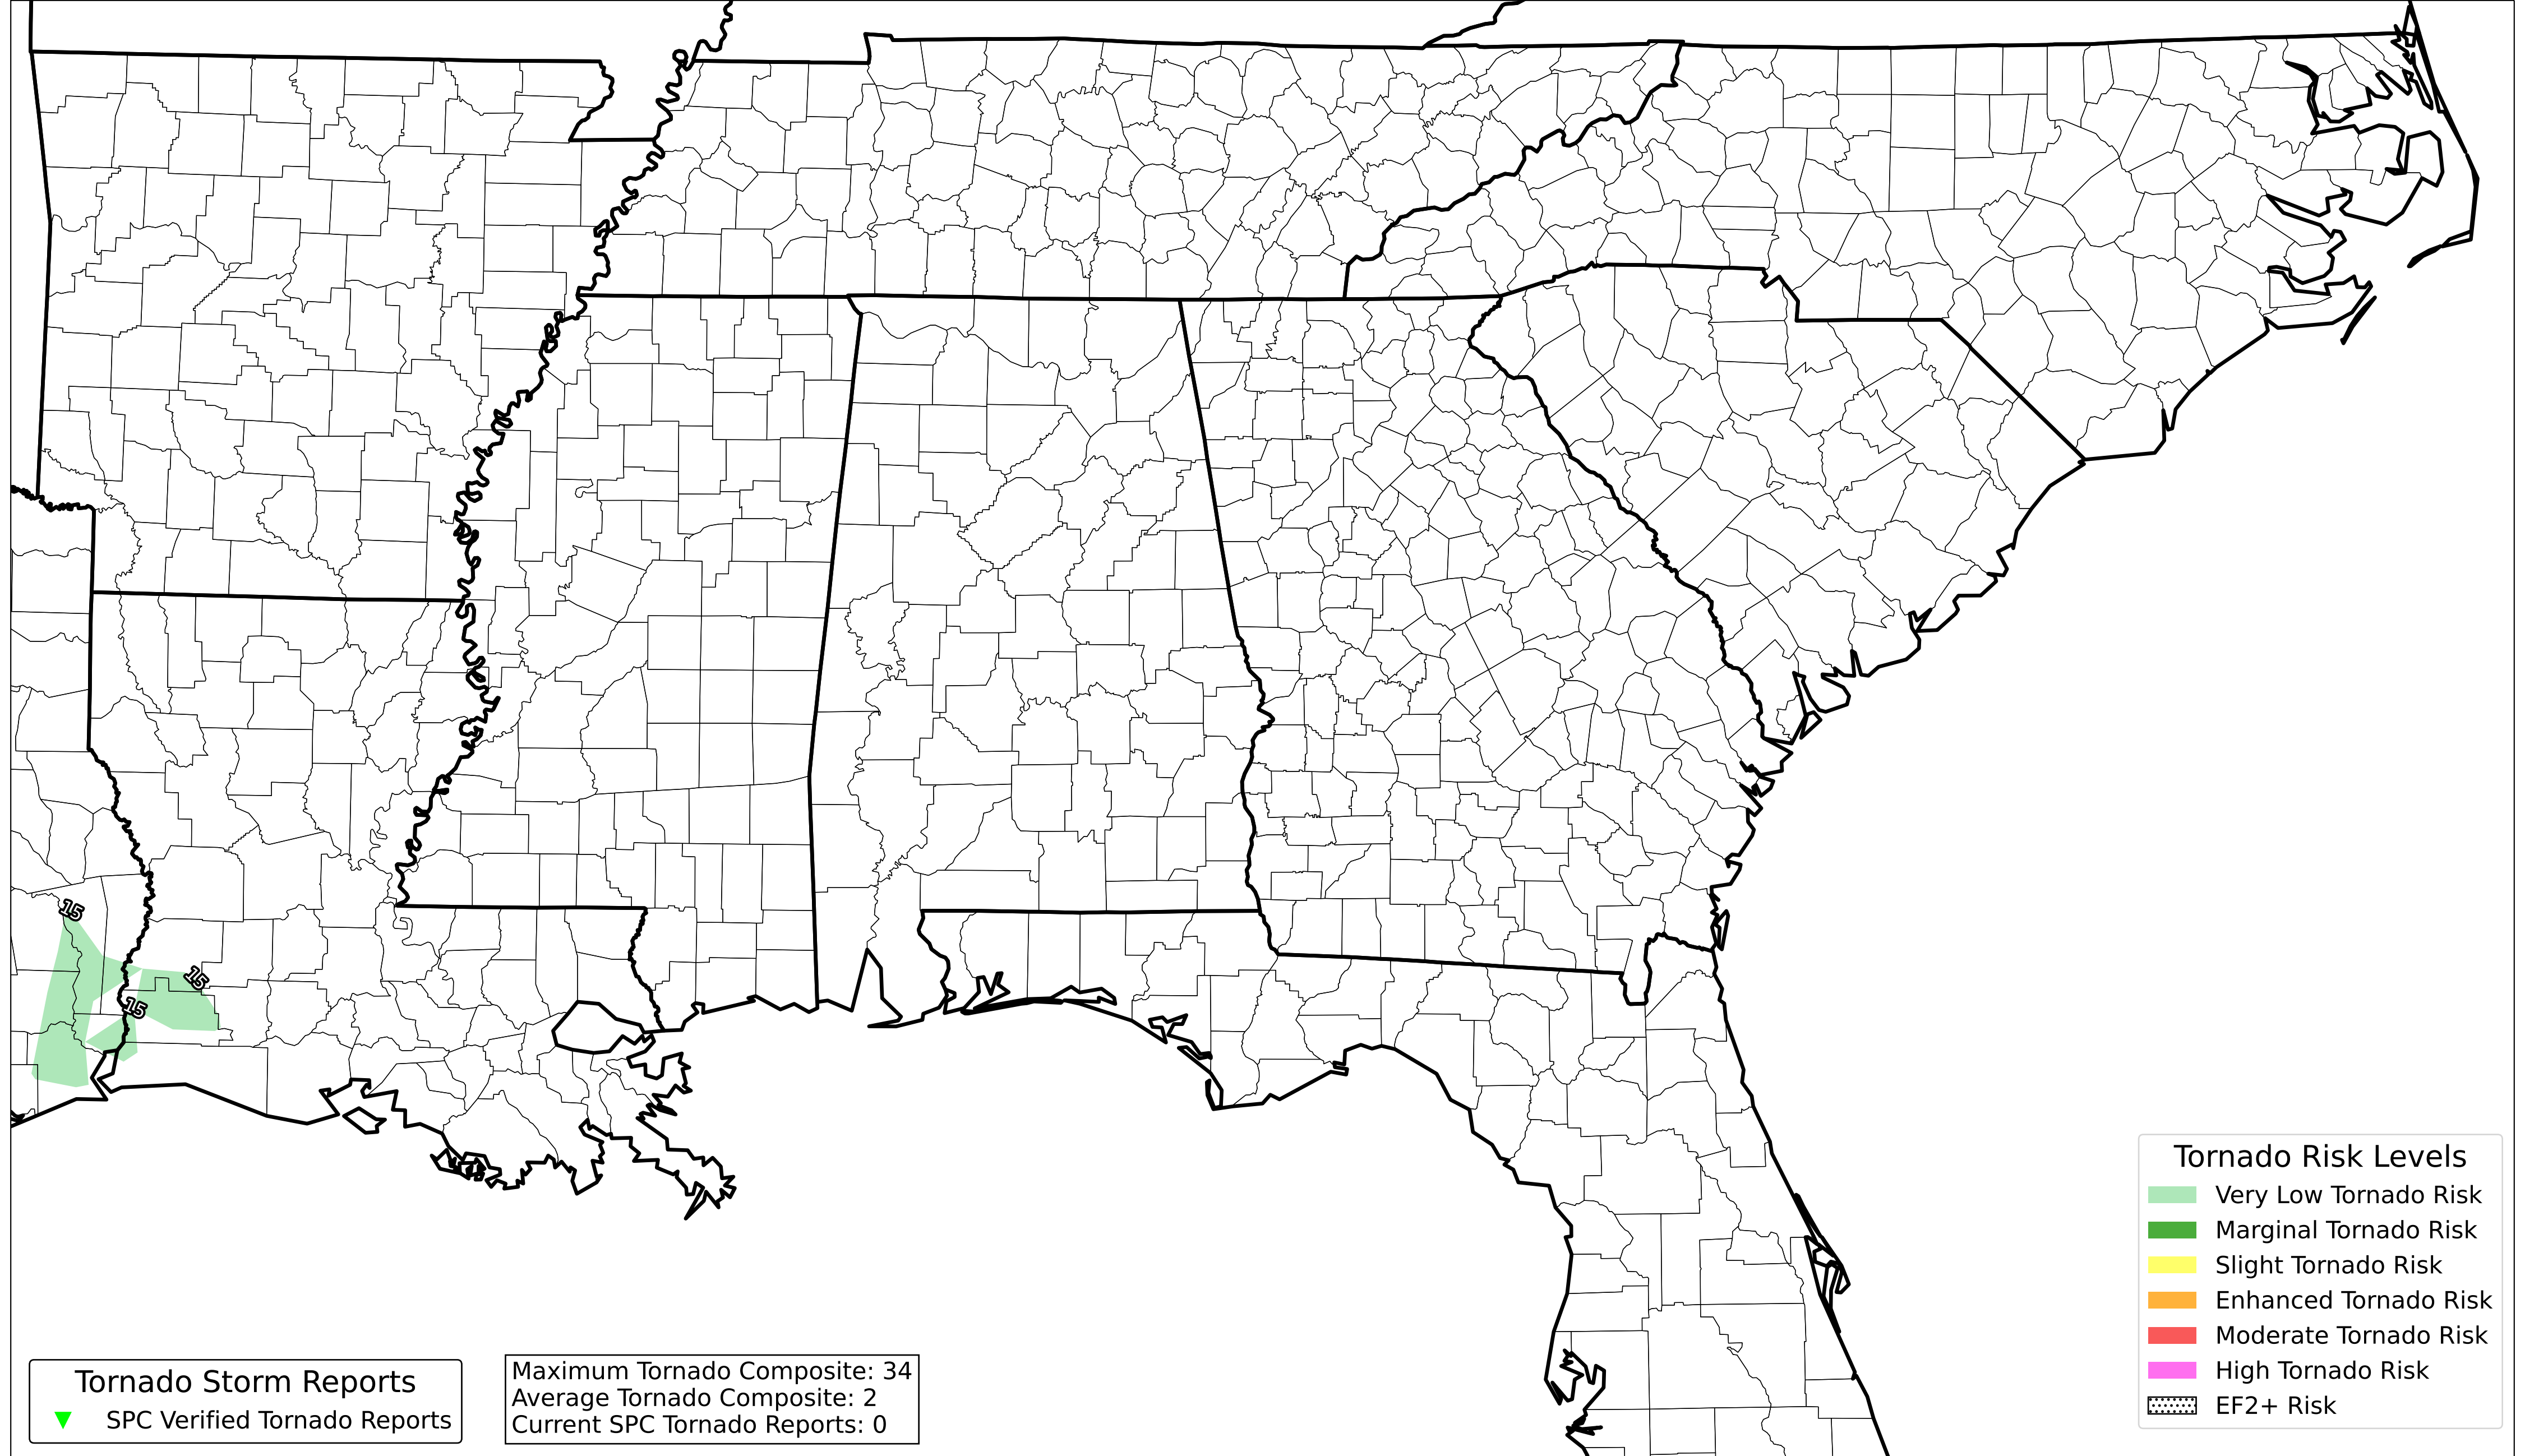 15
15
15
Tornado Risk Levels
Very Low Tornado Risk
Marginal Tornado Risk
Slight Tornado Risk
Enhanced Tornado Risk
Moderate Tornado Risk
High Tornado Risk
EF2+ Risk
Tornado Storm Reports
SPC Verified Tornado Reports
Maximum Tornado Composite: 34
Average Tornado Composite: 2
Current SPC Tornado Reports: 0